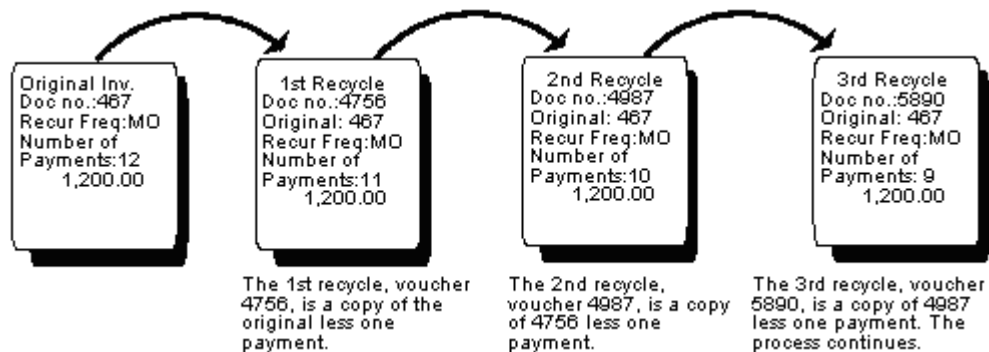 Original Inv.
Doc no.:467
Recur Freq:MO
Number of
Payments:12
1,200.00
1st Recycle
Doc no.:4756
Original: 467
Recur Freq:MO
Number of
Payments:11
1,200.00
2nd Recycle
Doc no.:4987
Original: 467
Recur Freq:MO
Number of
Payments:10
1,200.00
3rd Recycle
Doc no.:5890
Original: 467
Recur Freq:MO
Number of
Payments: 9
1,200.00
The 1st recycle, voucher
4756, is a copy of the
original less one
payment.
The 2nd recycle,
voucher 4987, is a copy
of 4756 less one
payment.
The 3rd recycle, voucher
5890, is a copy of 4987
less one payment. The
process continues.